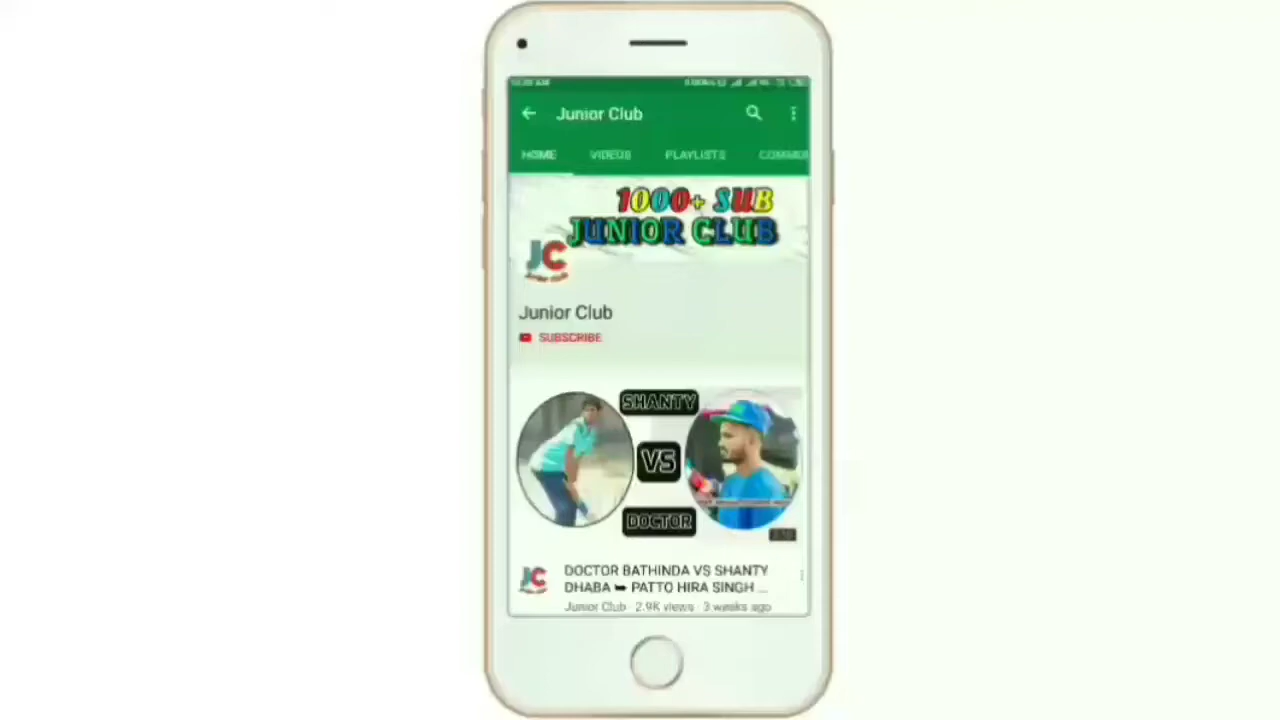 Junior Club
HOME VIDEOS PLAYLISTS
1000+ SUB
JUNIOR CLUB
JC
Junior Club
SUBSCRIBE
SHANTY
VS
DOCTOR
JC
DOCTOR BATHINDA VS SHANTY
DHABA ➥ PATTO HIRA SINGH ...
Junior Club · 2.9K views · 3 weeks ago